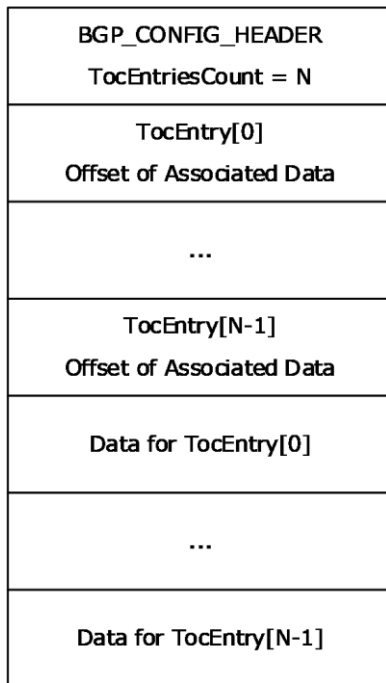 BGP_CONFIG_HEADER
TocEntriesCount = N
TocEntry[0]
Offset of Associated Data
...
TocEntry[N-1]
Offset of Associated Data
Data for TocEntry[0]
...
Data for TocEntry[N-1]